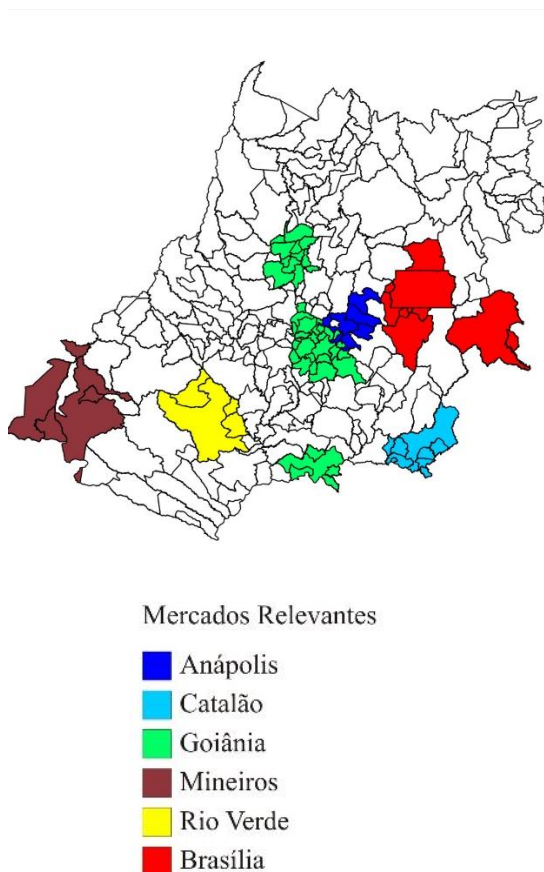 Mercados Relevantes
Anápolis
Catalão
Goiânia
Mineiros
Rio Verde
Brasília